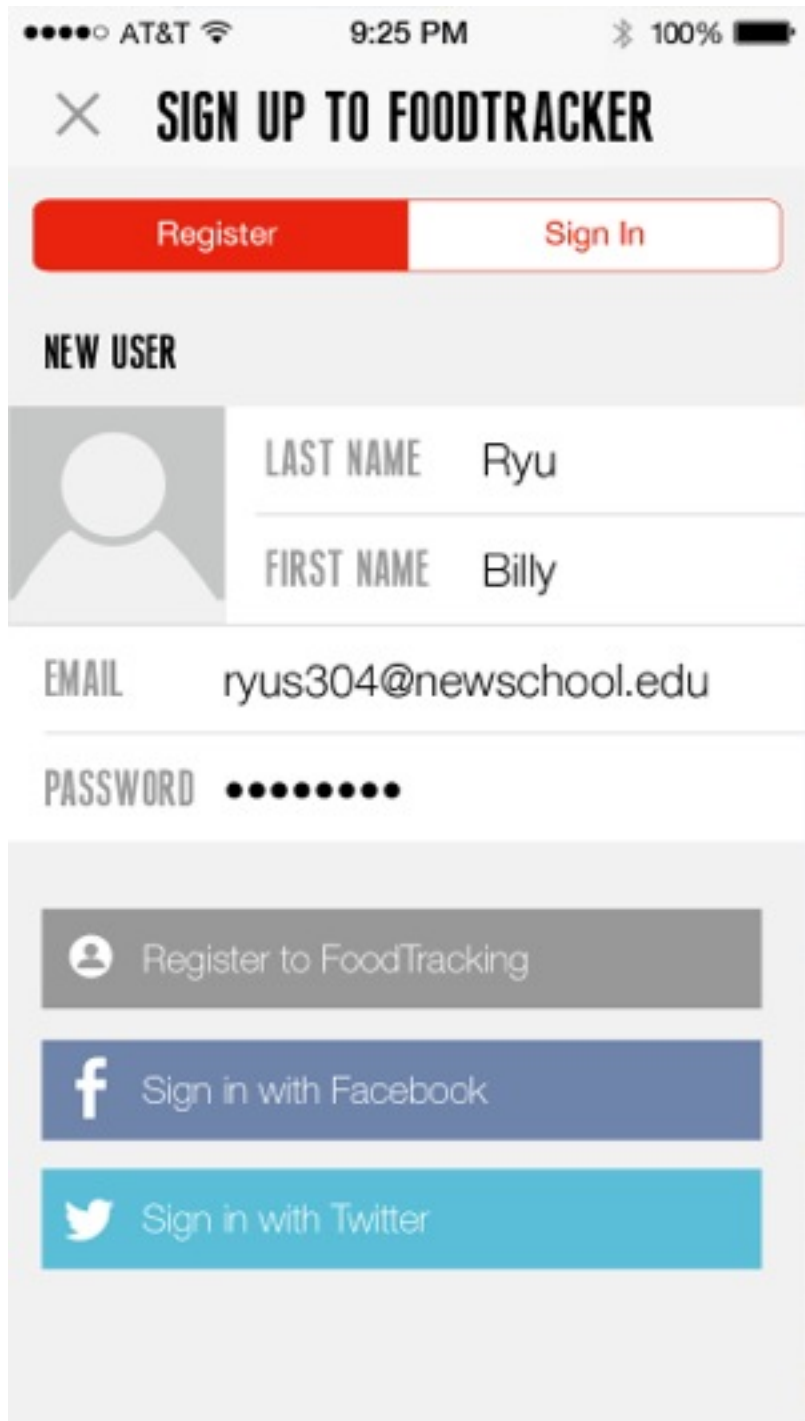 AT&T 9:25 PM 100%
SIGN UP TO FOODTRACKER
Register Sign In
NEW USER
LAST NAME Ryu
FIRST NAME Billy
EMAIL ryus304@newschool.edu
PASSWORD ••••••••
Register to FoodTracking
f Sign in with Facebook
Sign in with Twitter